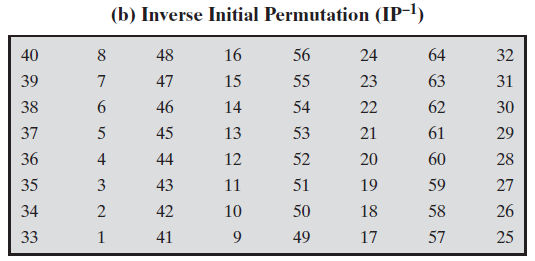 (b) Inverse Initial Permutation (IP⁻¹)
40 8 48 16 56 24 64 32
39 7 47 15 55 23 63 31
38 6 46 14 54 22 62 30
37 5 45 13 53 21 61 29
36 4 44 12 52 20 60 28
35 3 43 11 51 19 59 27
34 2 42 10 50 18 58 26
33 1 41 9 49 17 57 25